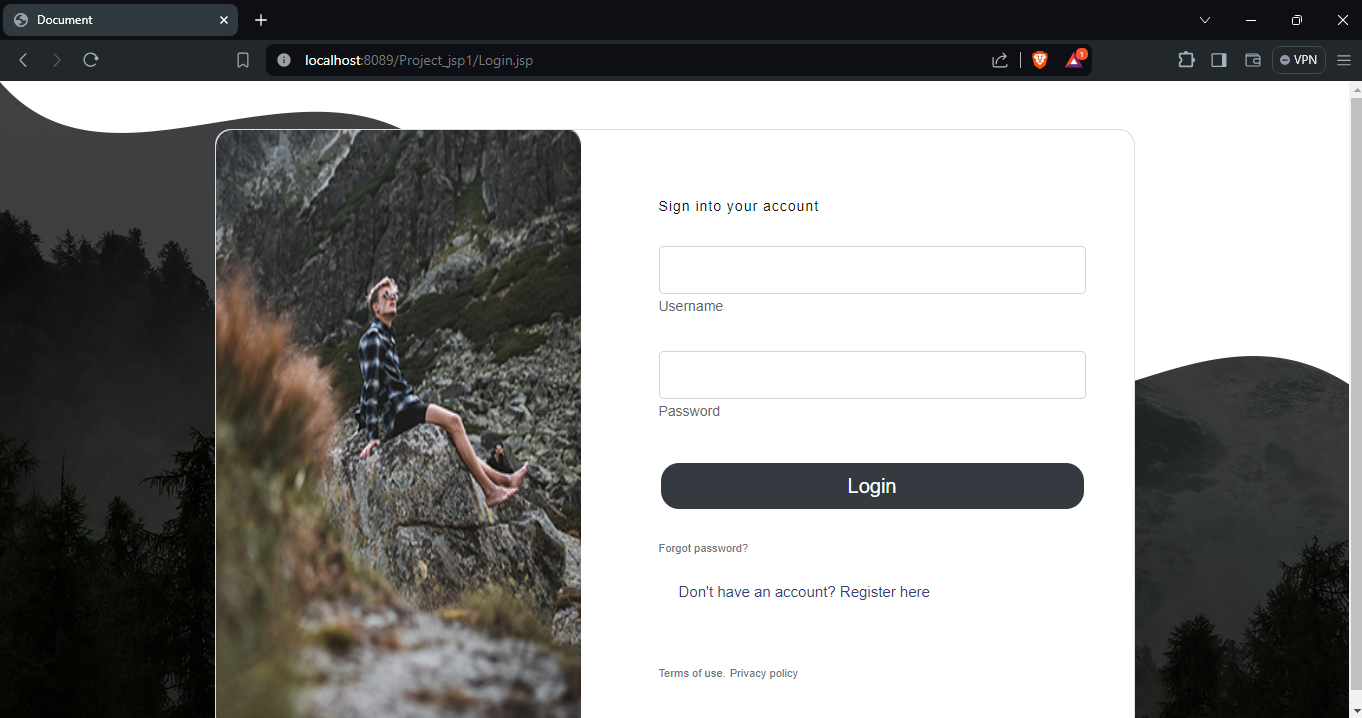 Document
localhost:8089/Project_jsp1/Login.jsp
1
VPN
Sign into your account
Username
Password
Login
Forgot password?
Don't have an account? Register here
Terms of use. Privacy policy